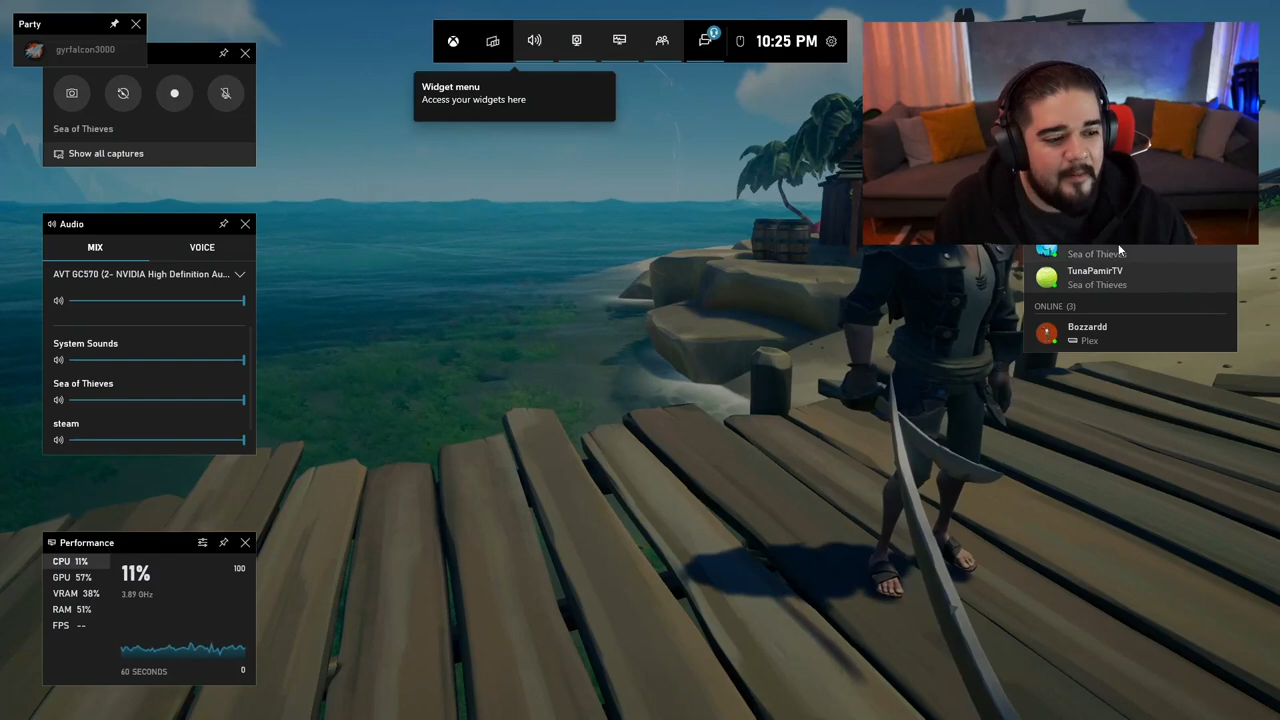 Party
gyrfalcon3000
Sea of Thieves
Show all captures
Widget menu
Access your widgets here
10:25 PM
Audio
MIX
VOICE
AVT GC570 (2- NVIDIA High Definition Au...
System Sounds
Sea of Thieves
steam
Sea of Thieves
TunaPamirTV
Sea of Thieves
ONLINE (3)
Bozzardd
Plex
Performance
CPU 11%
GPU 57%
VRAM 38%
RAM 51%
FPS --
11%
3.89 GHz
100
60 SECONDS
0